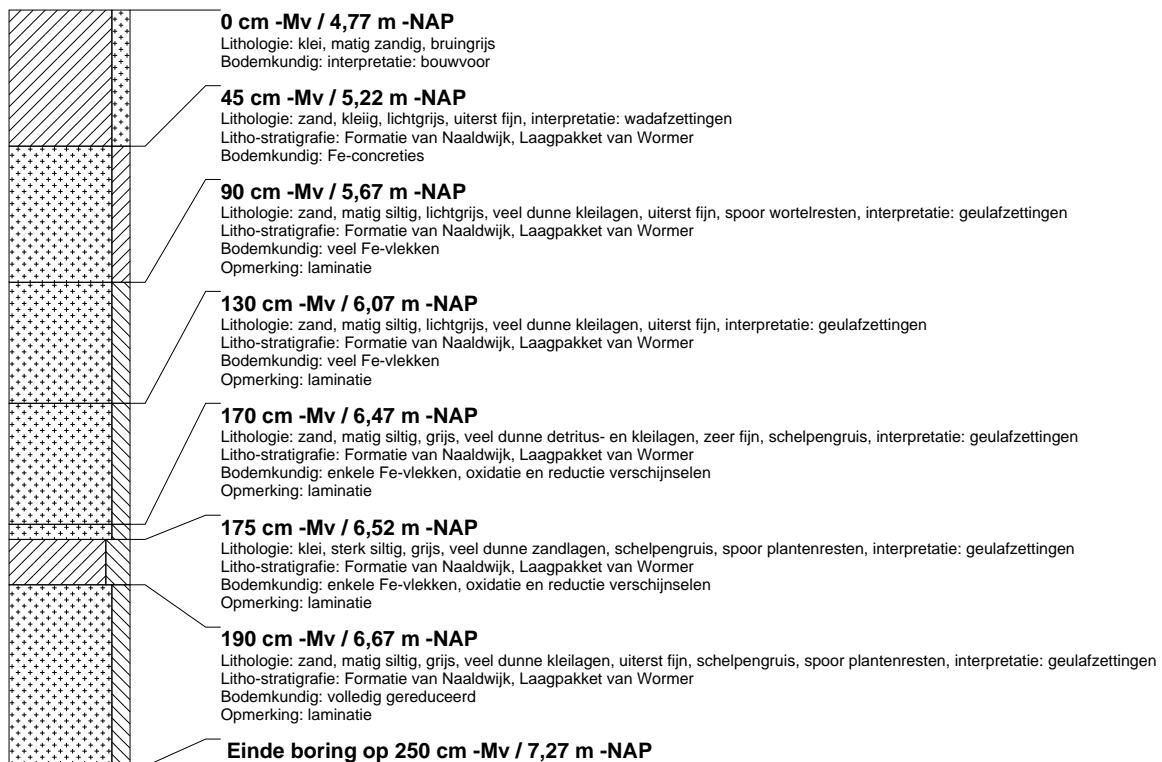 0 cm -Mv / 4,77 m -NAP
Lithologie: klei, matig zandig, bruingrijs
Bodemkundig: interpretatie: bouwvoor
45 cm -Mv / 5,22 m -NAP
Lithologie: zand, kleiig, lichtgrijs, uiterst fijn, interpretatie: wadafzettingen
Litho-stratigrafie: Formatie van Naaldwijk, Laagpakket van Wormer
Bodemkundig: Fe-concreties
90 cm -Mv / 5,67 m -NAP
Lithologie: zand, matig siltig, lichtgrijs, veel dunne kleilagen, uiterst fijn, spoor wortelresten, interpretatie: geulafzettingen
Litho-stratigrafie: Formatie van Naaldwijk, Laagpakket van Wormer
Bodemkundig: veel Fe-vlekken
Opmerking: laminatie
130 cm -Mv / 6,07 m -NAP
Lithologie: zand, matig siltig, lichtgrijs, veel dunne kleilagen, uiterst fijn, interpretatie: geulafzettingen
Litho-stratigrafie: Formatie van Naaldwijk, Laagpakket van Wormer
Bodemkundig: veel Fe-vlekken
Opmerking: laminatie
170 cm -Mv / 6,47 m -NAP
Lithologie: zand, matig siltig, grijs, veel dunne detritus- en kleilagen, zeer fijn, schelpengruis, interpretatie: geulafzettingen
Litho-stratigrafie: Formatie van Naaldwijk, Laagpakket van Wormer
Bodemkundig: enkele Fe-vlekken, oxidatie en reductie verschijnselen
Opmerking: laminatie
175 cm -Mv / 6,52 m -NAP
Lithologie: klei, sterk siltig, grijs, veel dunne zandlagen, schelpengruis, spoor plantenresten, interpretatie: geulafzettingen
Litho-stratigrafie: Formatie van Naaldwijk, Laagpakket van Wormer
Bodemkundig: enkele Fe-vlekken, oxidatie en reductie verschijnselen
Opmerking: laminatie
190 cm -Mv / 6,67 m -NAP
Lithologie: zand, matig siltig, grijs, veel dunne kleilagen, uiterst fijn, schelpengruis, spoor plantenresten, interpretatie: geulafzettingen
Litho-stratigrafie: Formatie van Naaldwijk, Laagpakket van Wormer
Bodemkundig: volledig gereduceerd
Opmerking: laminatie
Einde boring op 250 cm -Mv / 7,27 m -NAP